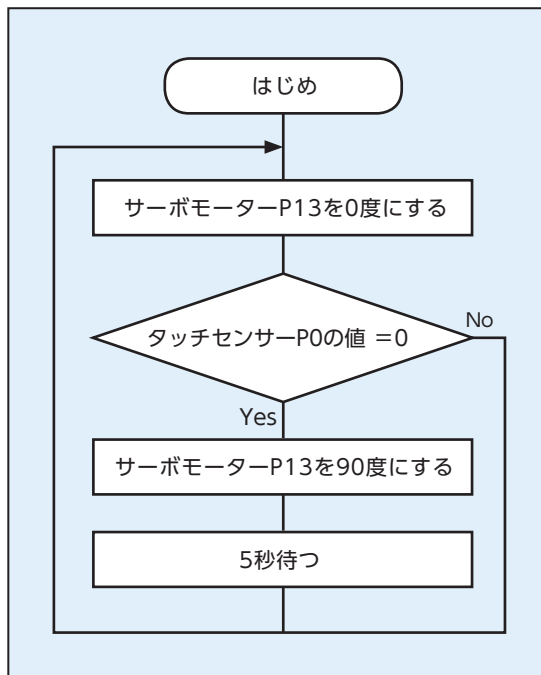 はじめ
サーボモーターP13を0度にする
タッチセンサーP0の値 ＝0
No
Yes
サーボモーターP13を90度にする
5秒待つ